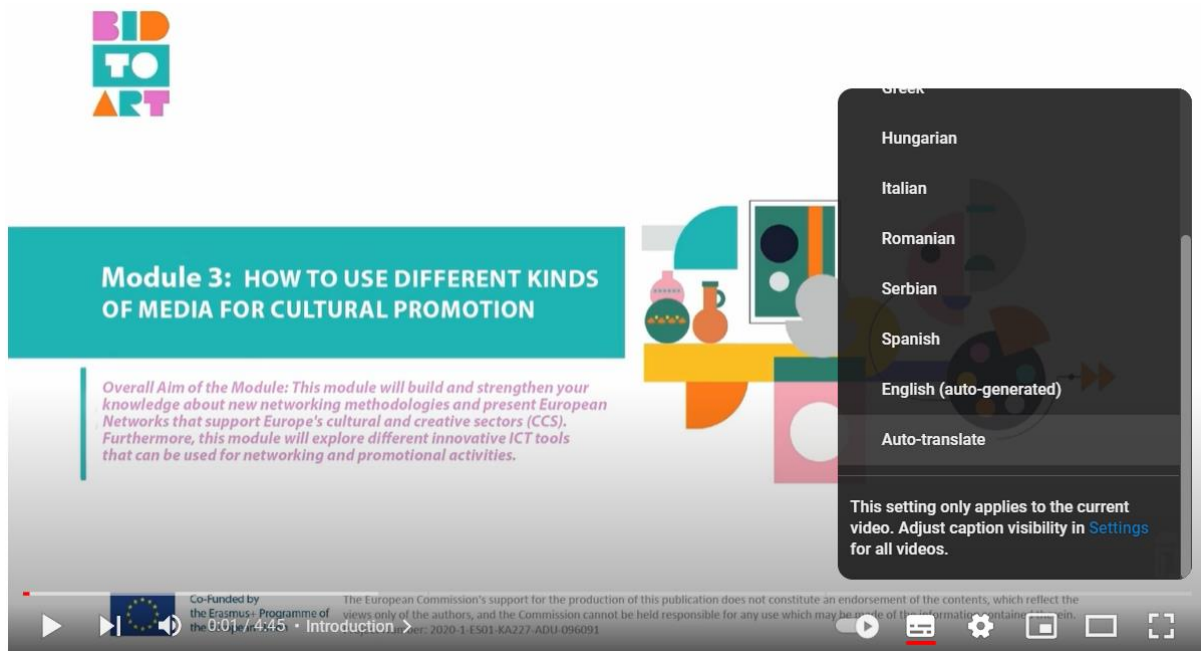 BID
TO
ART
Module 3: HOW TO USE DIFFERENT KINDS
OF MEDIA FOR CULTURAL PROMOTION
Overall Aim of the Module: This module will build and strengthen your
knowledge about new networking methodologies and present European
Networks that support Europe's cultural and creative sectors (CCS).
Furthermore, this module will explore different innovative ICT tools
that can be used for networking and promotional activities.
Greek
Hungarian
Italian
Romanian
Serbian
Spanish
English (auto-generated)
Auto-translate
This setting only applies to the current
video. Adjust caption visibility in Settings
for all videos.
Co-Funded by
the Erasmus+ Programme of
the European
The European Commission's support for the production of this publication does not constitute an endorsement of the contents, which reflect the
views only of the authors, and the Commission cannot be held responsible for any use which may be made of the information contained therein.
number: 2020-1-ES01-KA227-ADU-096091
0:01 / 4:45 • Introduction >